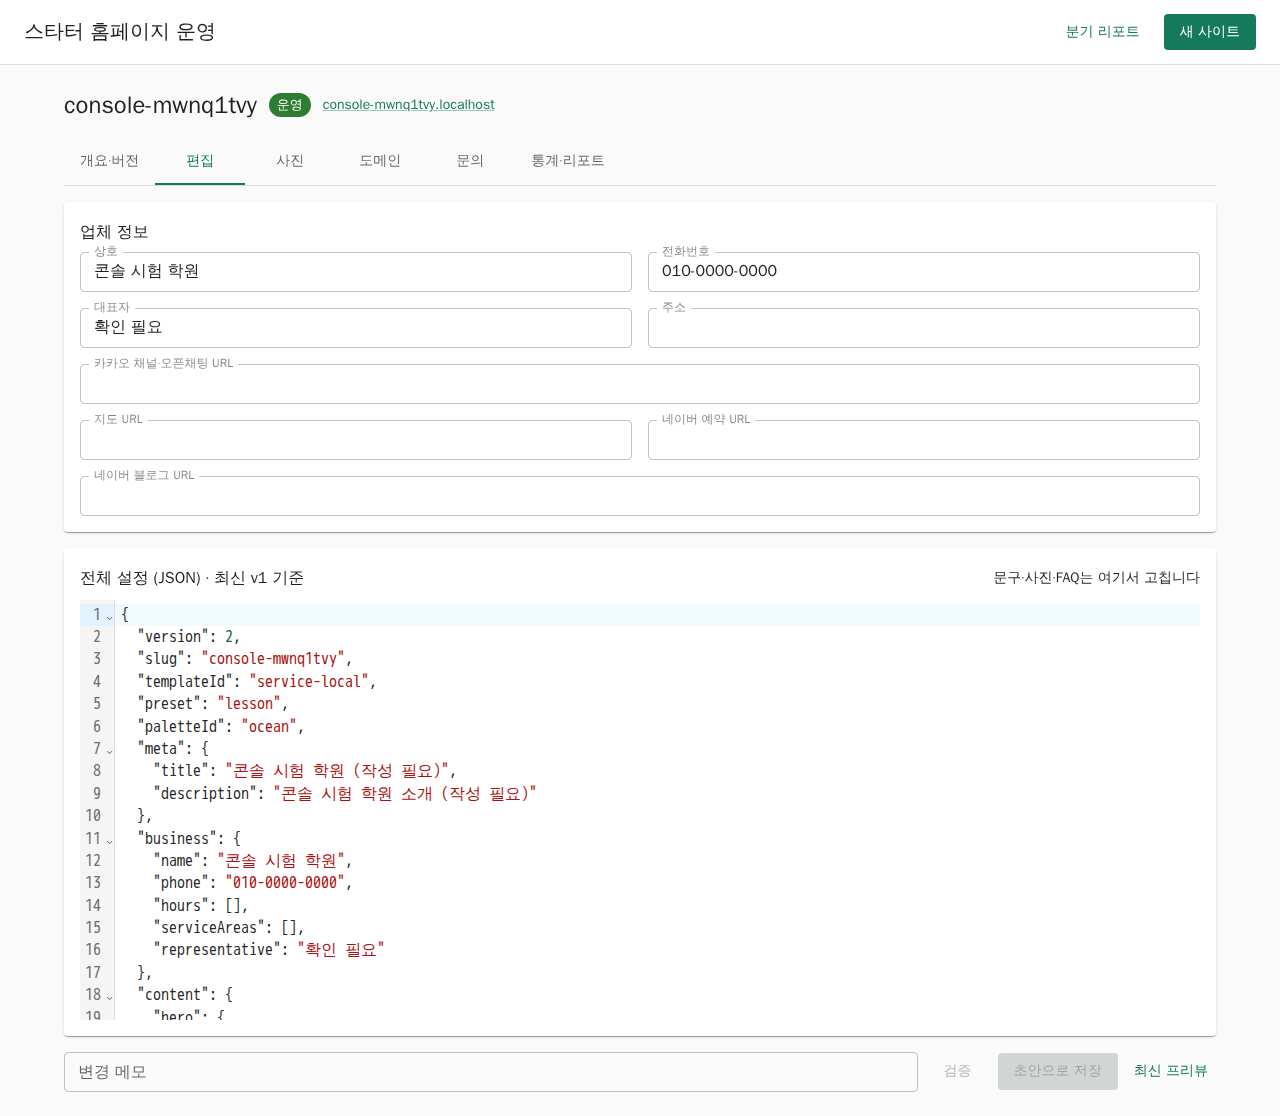 스타터 홈페이지 운영
분기 리포트
새 사이트
console-mwnq1tvy
운영
console-mwnq1tvy.localhost
개요·버전
편집
사진
도메인
문의
통계·리포트
업체 정보
상호
콘솔 시험 학원
전화번호
010-0000-0000
대표자
확인 필요
주소
카카오 채널·오픈채팅 URL
지도 URL
네이버 예약 URL
네이버 블로그 URL
전체 설정 (JSON) · 최신 v1 기준
문구·사진·FAQ는 여기서 고칩니다
1 {
2 "version": 2,
3 "slug": "console-mwnq1tvy",
4 "templateId": "service-local",
5 "preset": "lesson",
6 "paletteId": "ocean",
7 "meta": {
8 "title": "콘솔 시험 학원 (작성 필요)",
9 "description": "콘솔 시험 학원 소개 (작성 필요)"
10 },
11 "business": {
12 "name": "콘솔 시험 학원",
13 "phone": "010-0000-0000",
14 "hours": [],
15 "serviceAreas": [],
16 "representative": "확인 필요"
17 },
18 "content": {
19 "hero": {
변경 메모
검증
초안으로 저장
최신 프리뷰